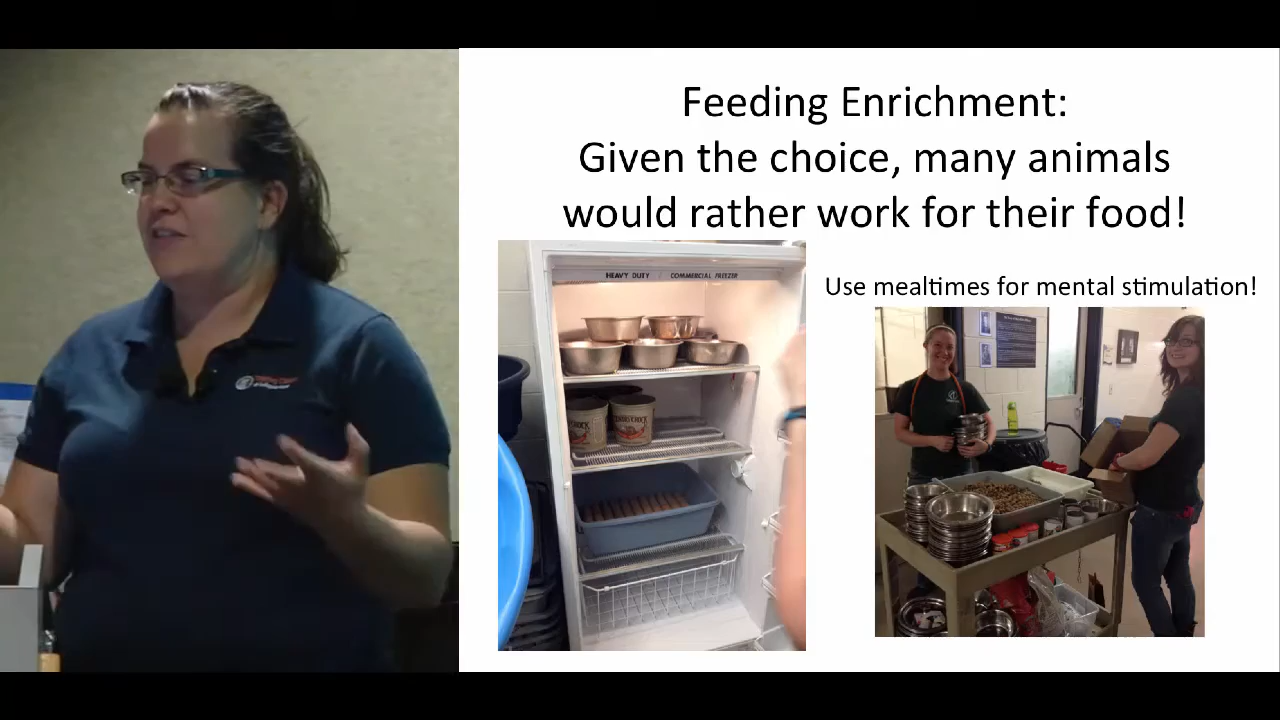 Feeding Enrichment:
Given the choice, many animals
would rather work for their food!
Use mealtimes for mental stimulation!
HEAVY DUTY COMMERCIAL FREEZER